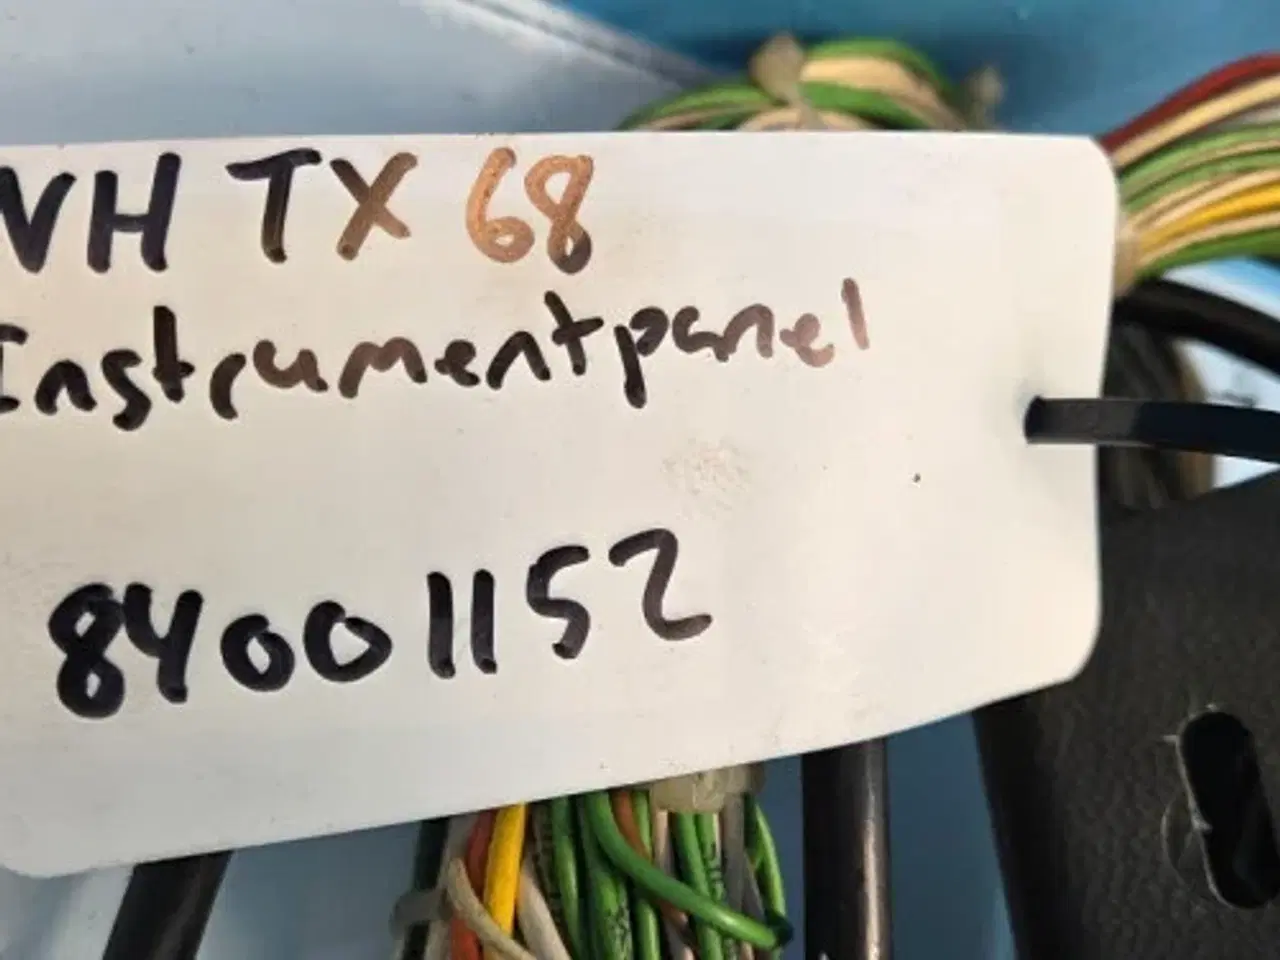 NH TX 68
Instrumentpanel
84001152